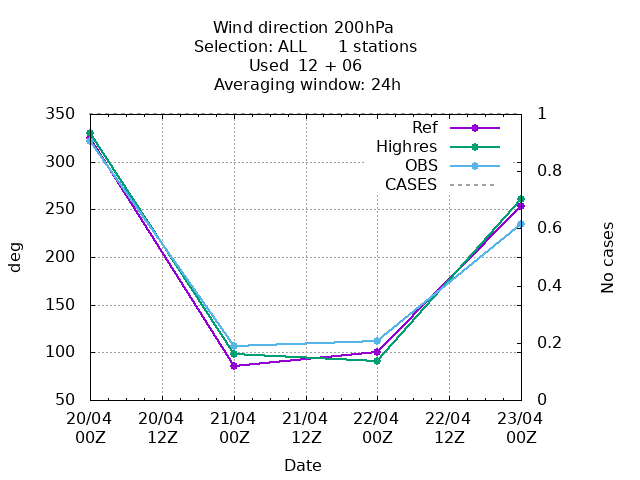 Wind direction 200hPa
Selection: ALL 1 stations
Used 12 + 06
Averaging window: 24h
350
300
250
200
150
100
50
deg
1
0.8
0.6
0.4
0.2
0
No cases
Ref
Highres
OBS
CASES
20/04 20/04 21/04 21/04 22/04 22/04 23/04
00Z 12Z 00Z 12Z 00Z 12Z 00Z
Date